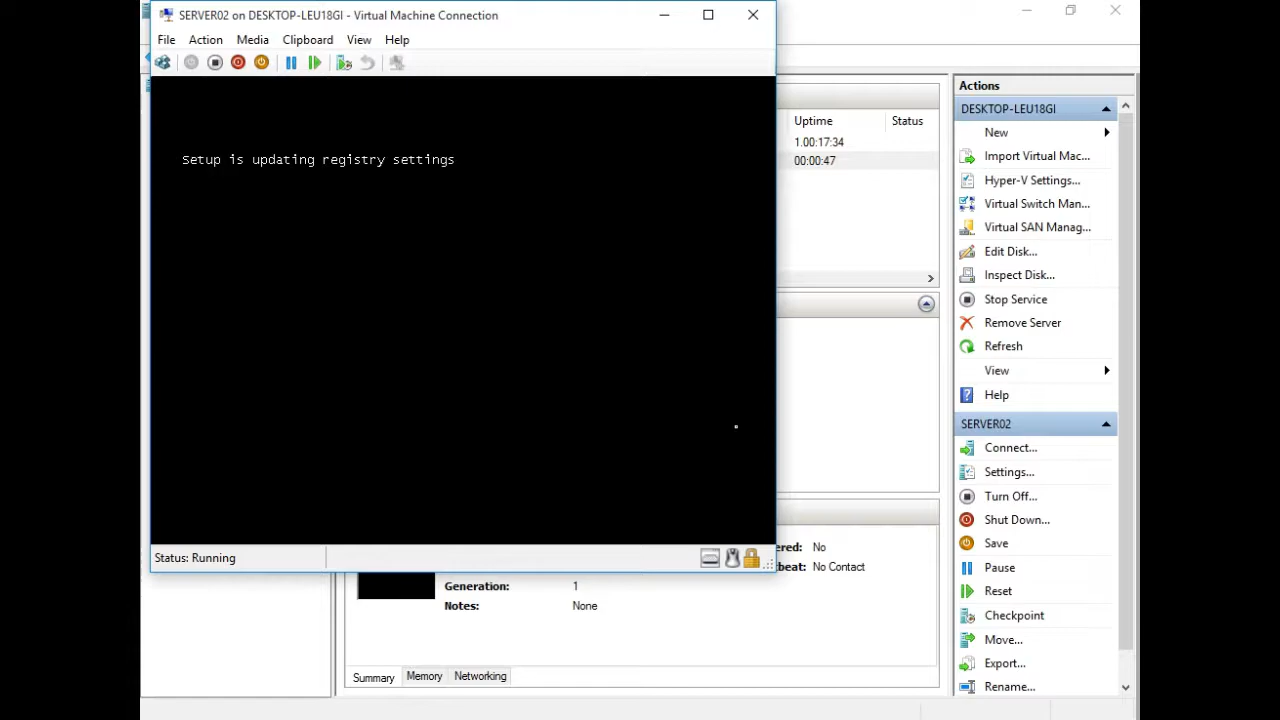 SERVER02 on DESKTOP-LEU18GI - Virtual Machine Connection
File Action Media Clipboard View Help
Setup is updating registry settings
Status: Running
Uptime Status
1.00:17:34
00:00:47
ered: No
beat: No Contact
Generation: 1
Notes: None
Summary Memory Networking
Actions
DESKTOP-LEU18GI
New
Import Virtual Mac...
Hyper-V Settings...
Virtual Switch Man...
Virtual SAN Manag...
Edit Disk...
Inspect Disk...
Stop Service
Remove Server
Refresh
View
Help
SERVER02
Connect...
Settings...
Turn Off...
Shut Down...
Save
Pause
Reset
Checkpoint
Move...
Export...
Rename...